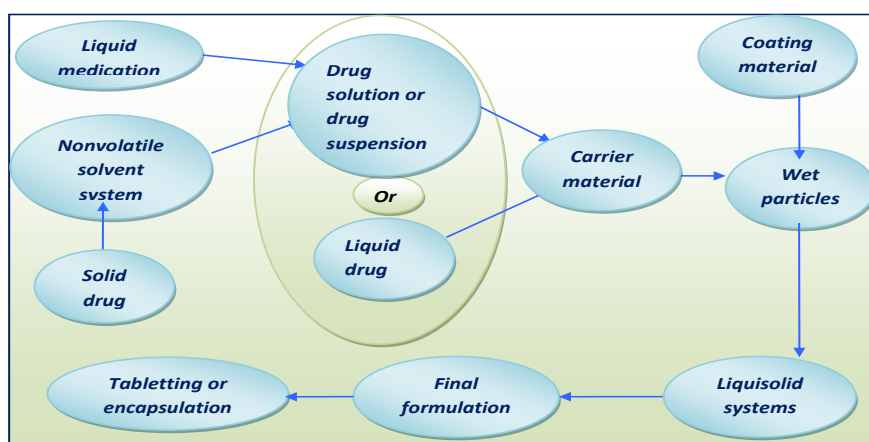 Liquid
medication
Drug
solution or
drug
suspension
Coating
material
Nonvolatile
solvent
system
Carrier
material
Wet
particles
Or
Liquid
drug
Solid
drug
Tabletting or
encapsulation
Final
formulation
Liquisolid
systems